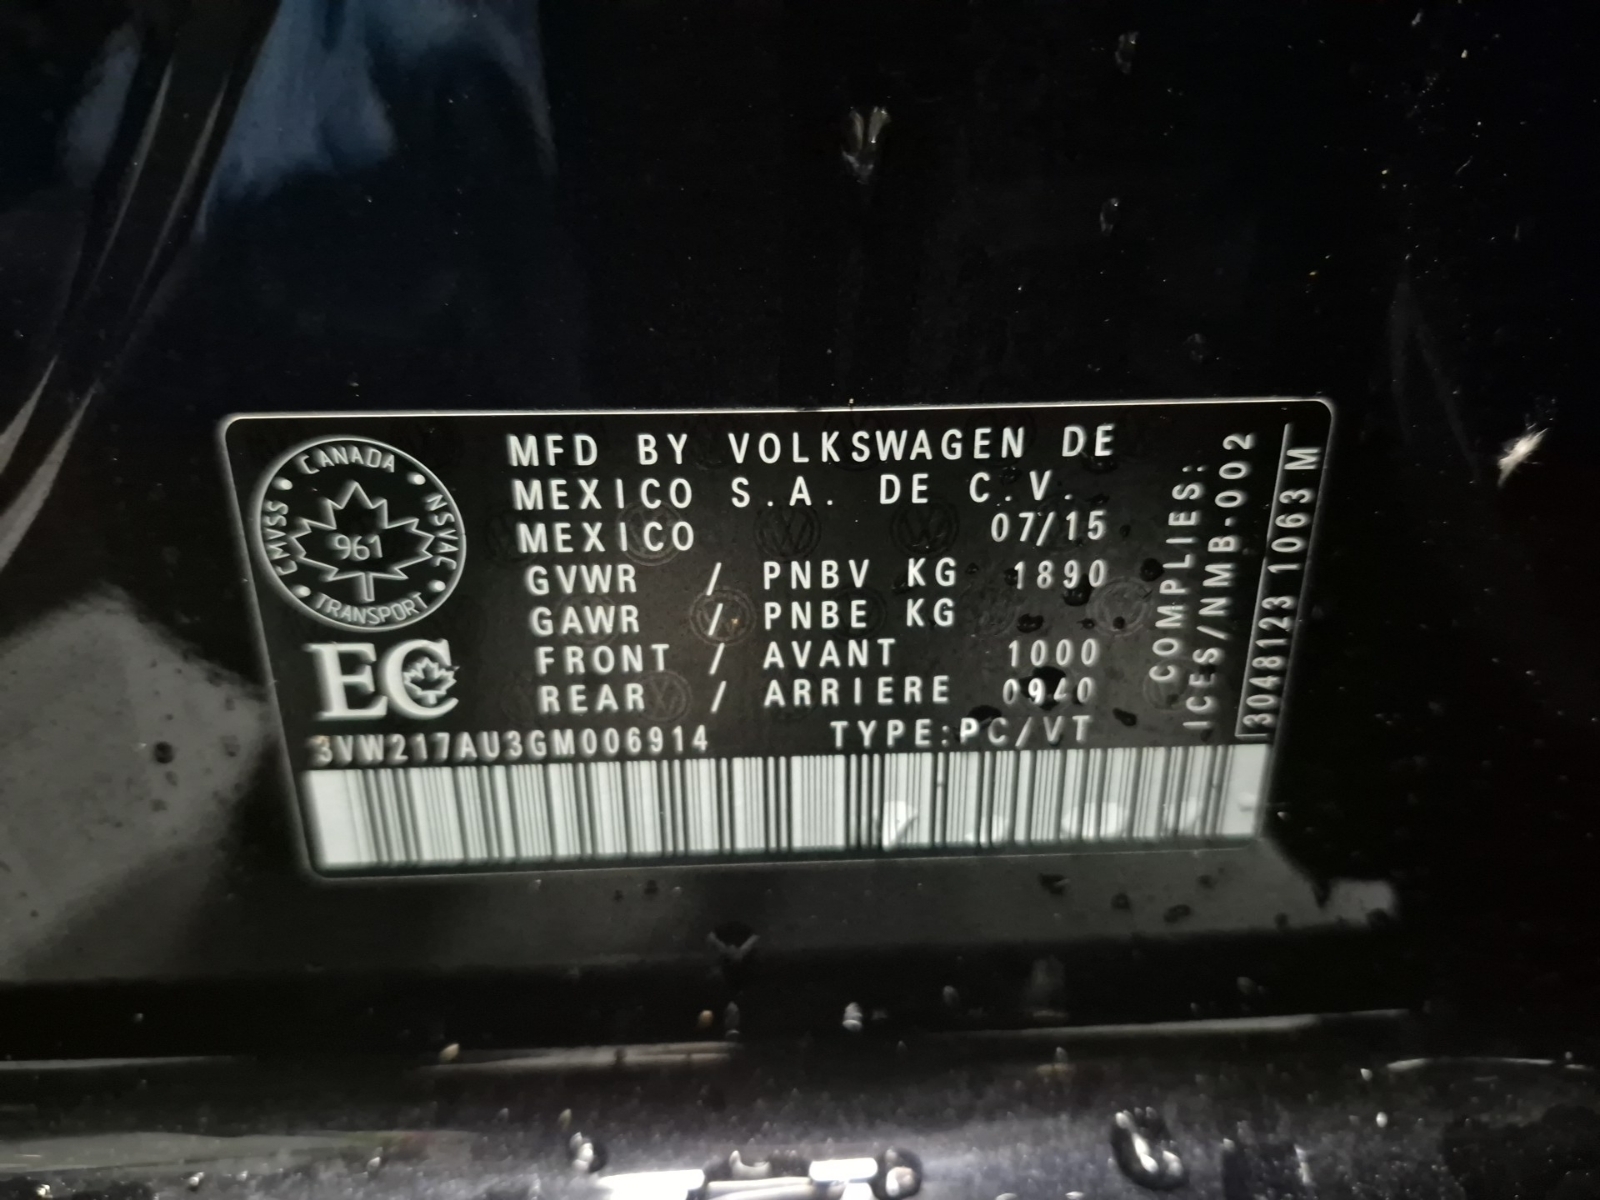 CANADA
CMVSS • NSVAC
961
TRANSPORT
EC
MFD BY VOLKSWAGEN DE
MEXICO S.A. DE C.V.
MEXICO 07/15
GVWR / PNBV KG 1890
GAWR / PNBE KG
FRONT / AVANT 1000
REAR / ARRIERE 0940
3VW217AU3GM006914 TYPE:PC/VT
COMPLIES:
ICES/NMB-002
3048123 1063 M